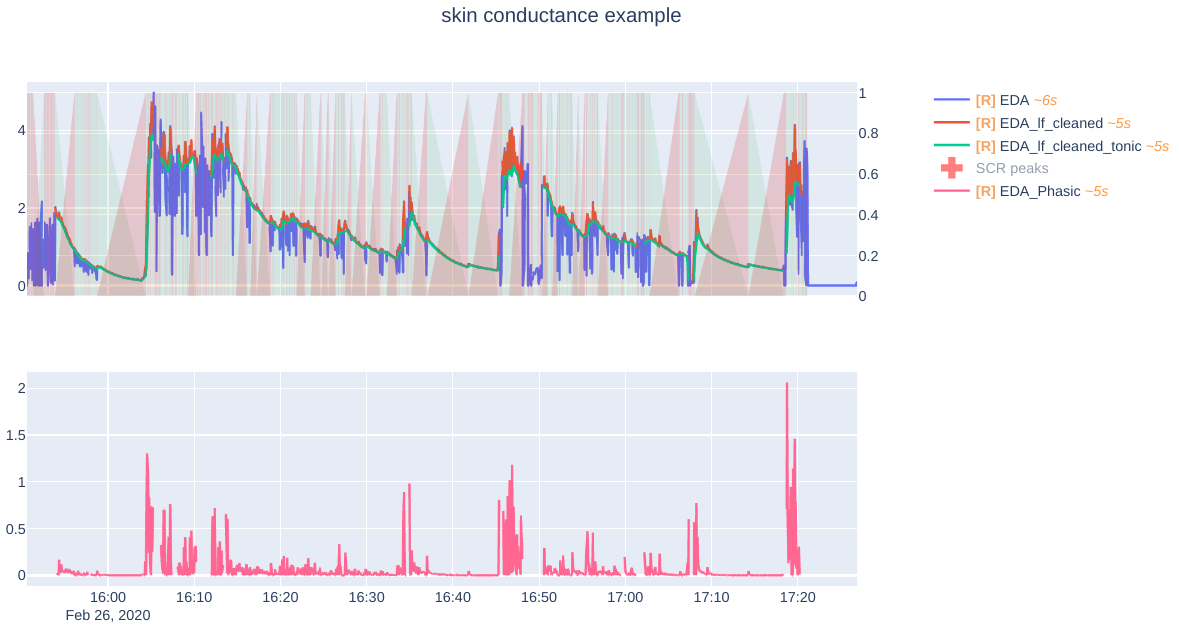 skin conductance example
4
2
0
1
0.8
0.6
0.4
0.2
0
[R] EDA ~6s
[R] EDA_lf_cleaned ~5s
[R] EDA_lf_cleaned_tonic ~5s
SCR peaks
[R] EDA_Phasic ~5s
2
1.5
1
0.5
0
16:00 16:10 16:20 16:30 16:40 16:50 17:00 17:10 17:20
Feb 26, 2020